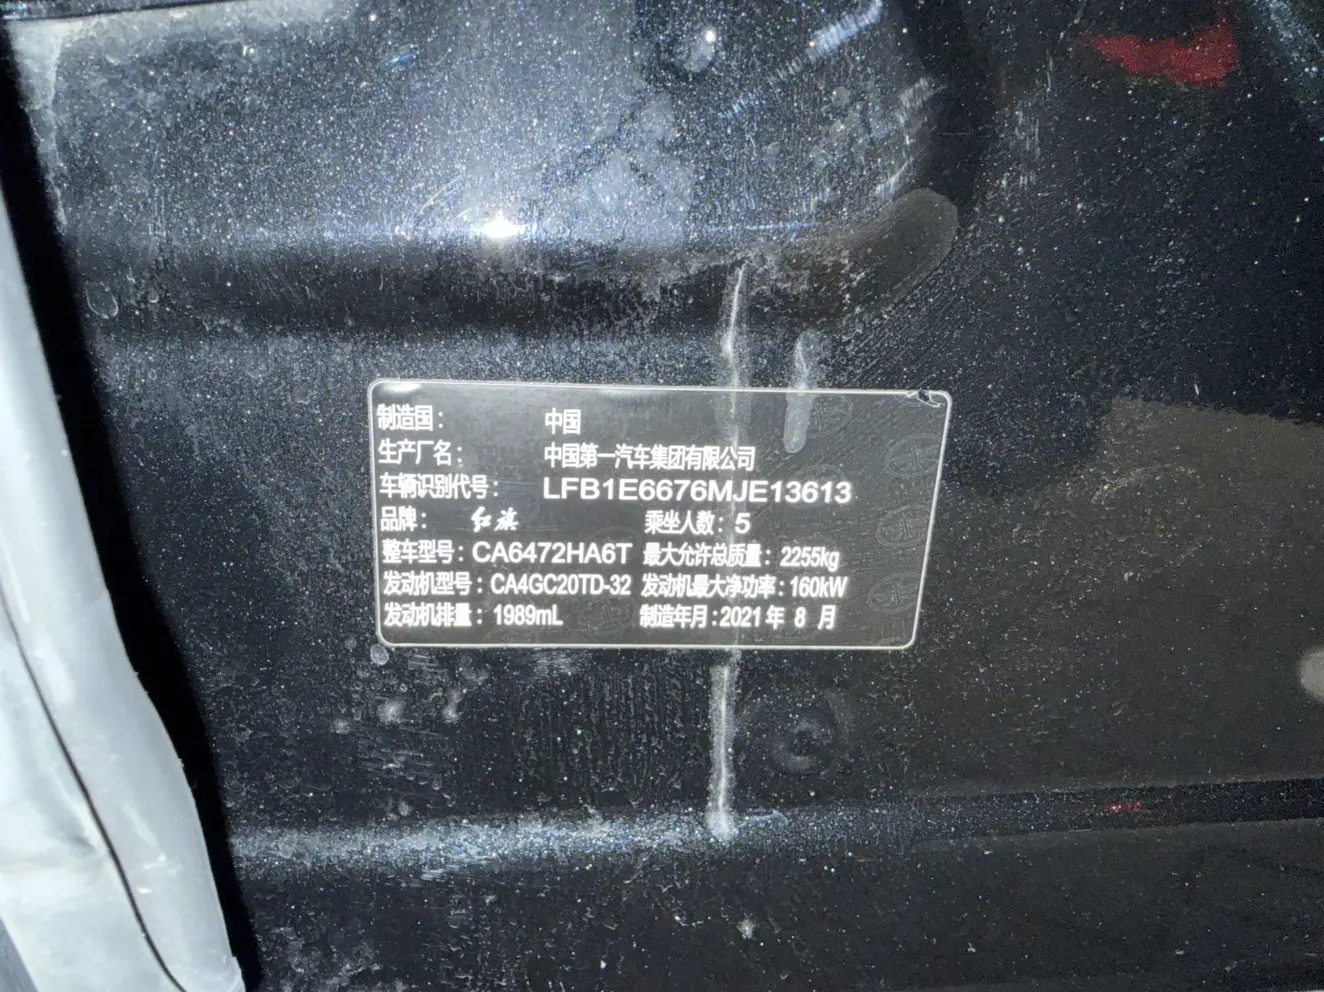 制造国： 中国
生产厂名： 中国第一汽车集团有限公司
车辆识别代号： LFB1E6676MJE13613
品牌： 红旗 乘坐人数：5
整车型号：CA6472HA6T 最大允许总质量：2255kg
发动机型号：CA4GC20TD-32 发动机最大净功率：160kW
发动机排量：1989mL 制造年月：2021年 8 月